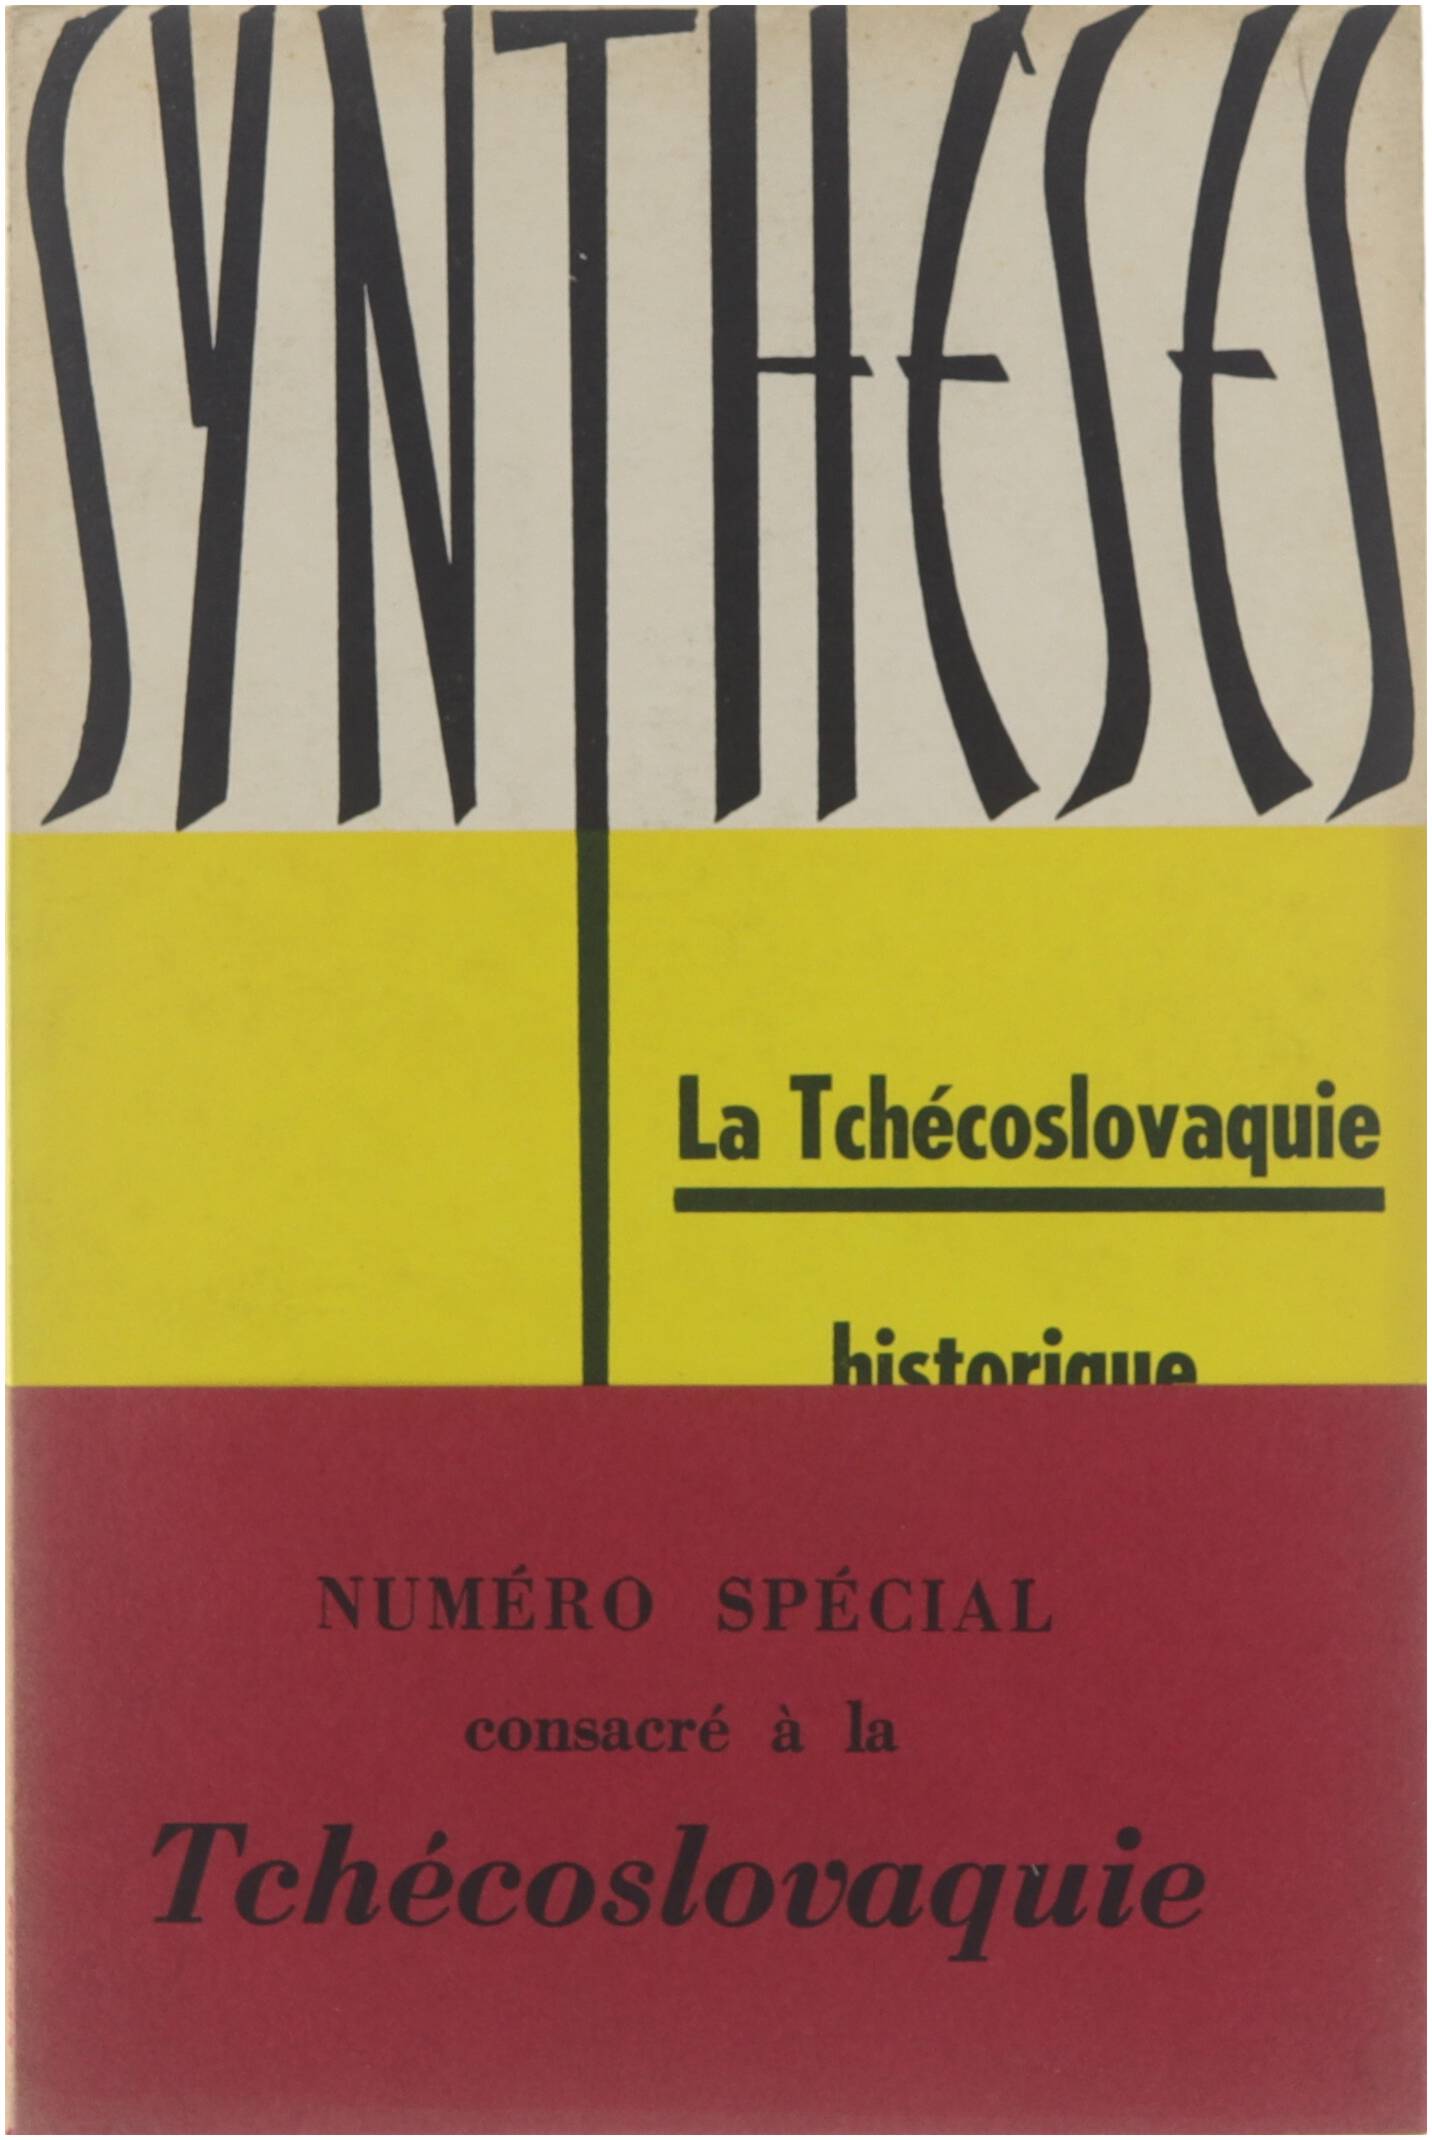 SYNTHÈSES
La Tchécoslovaquie
historique
NUMÉRO SPÉCIAL
consacré à la
Tchécoslovaquie